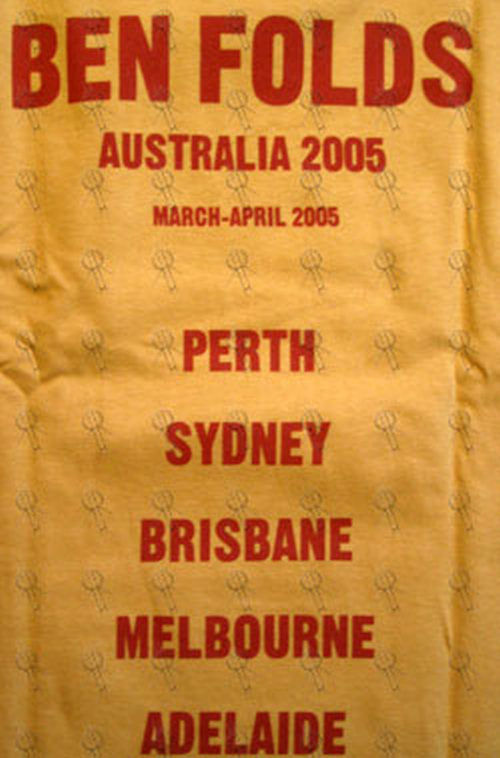 BEN FOLDS
AUSTRALIA 2005
MARCH-APRIL 2005
PERTH
SYDNEY
BRISBANE
MELBOURNE
ADELAIDE